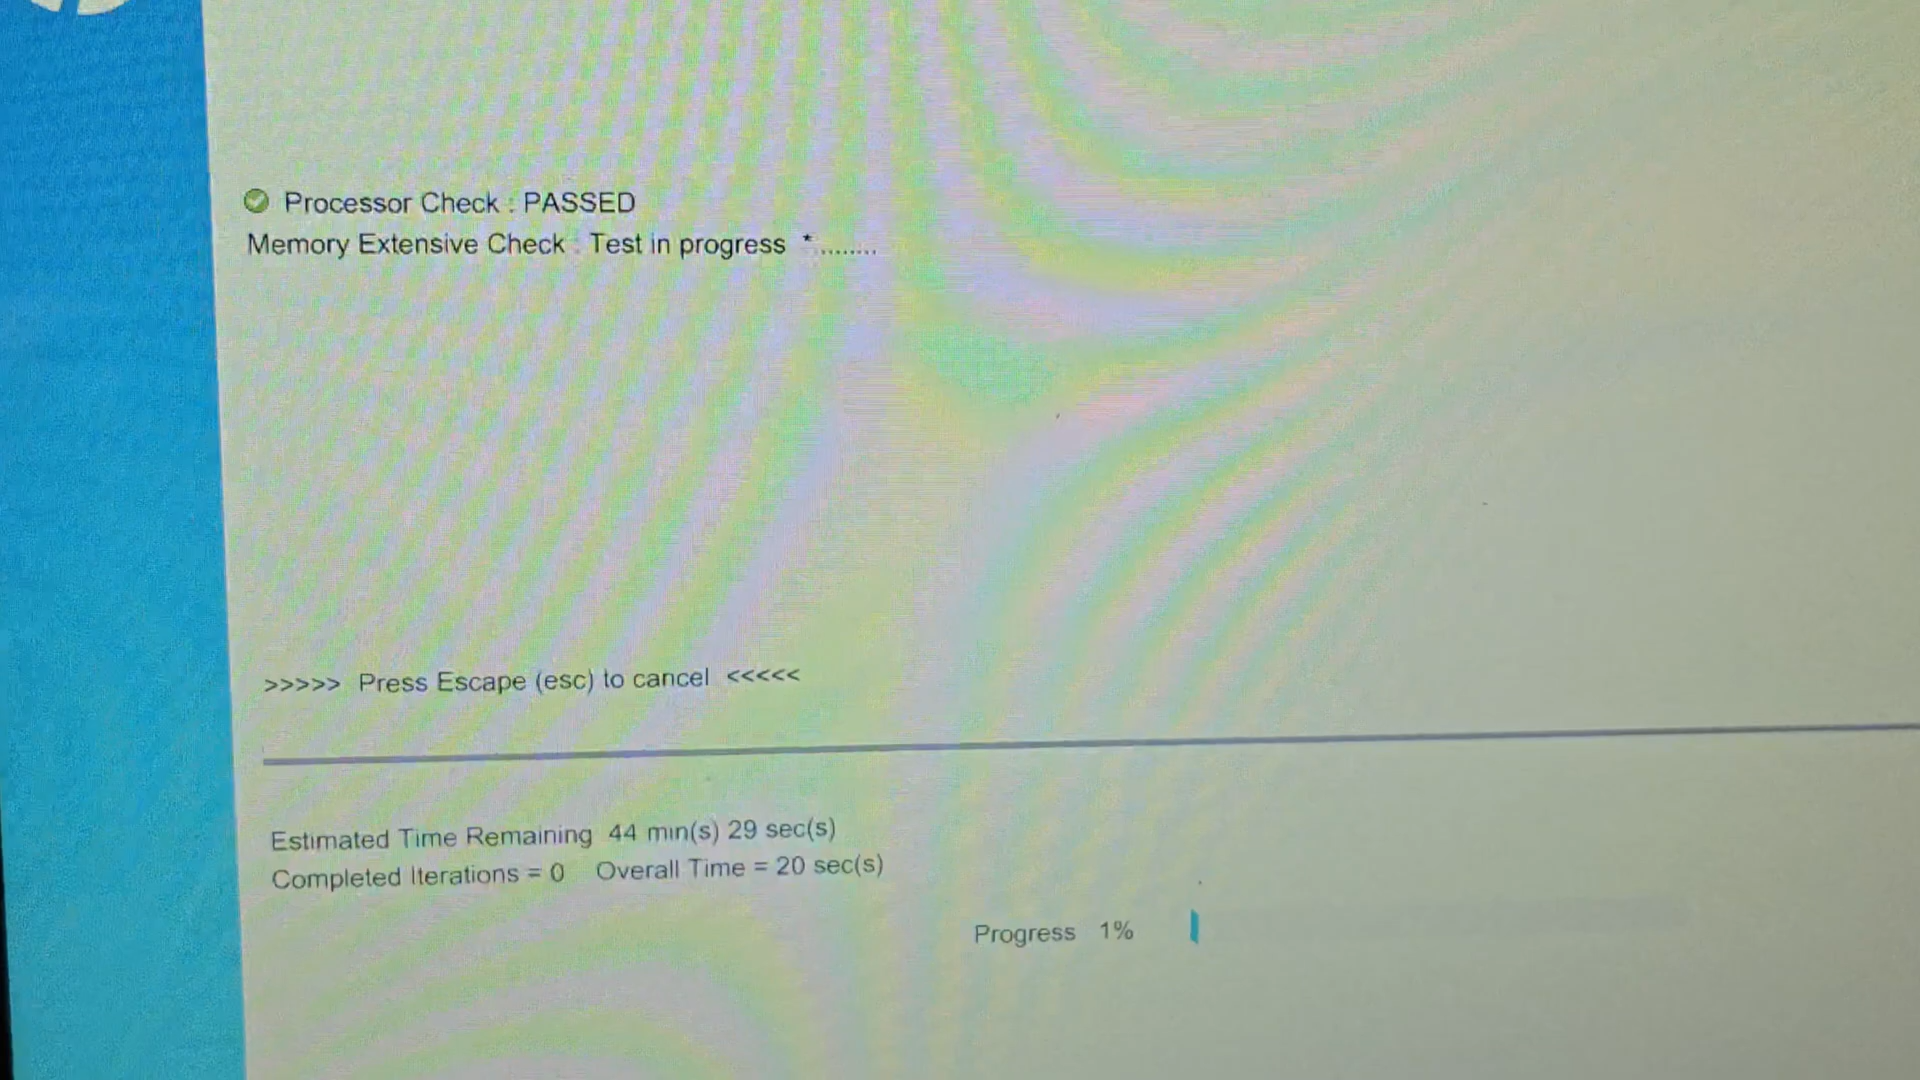 Processor Check : PASSED
Memory Extensive Check : Test in progress *........
>>>>> Press Escape (esc) to cancel <<<<<
Estimated Time Remaining 44 min(s) 29 sec(s)
Completed Iterations = 0 Overall Time = 20 sec(s)
Progress 1%